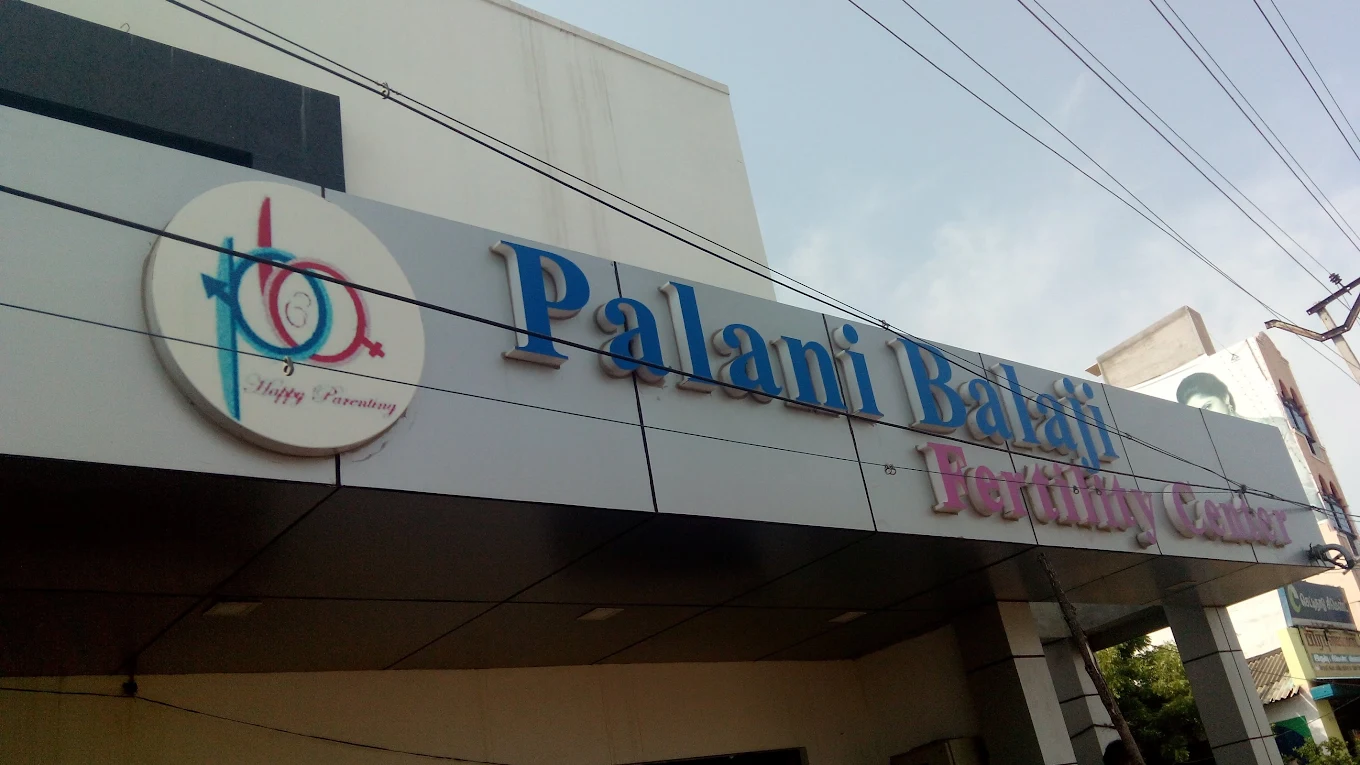 Happy Parenting
Palani Balaji
Fertility Center